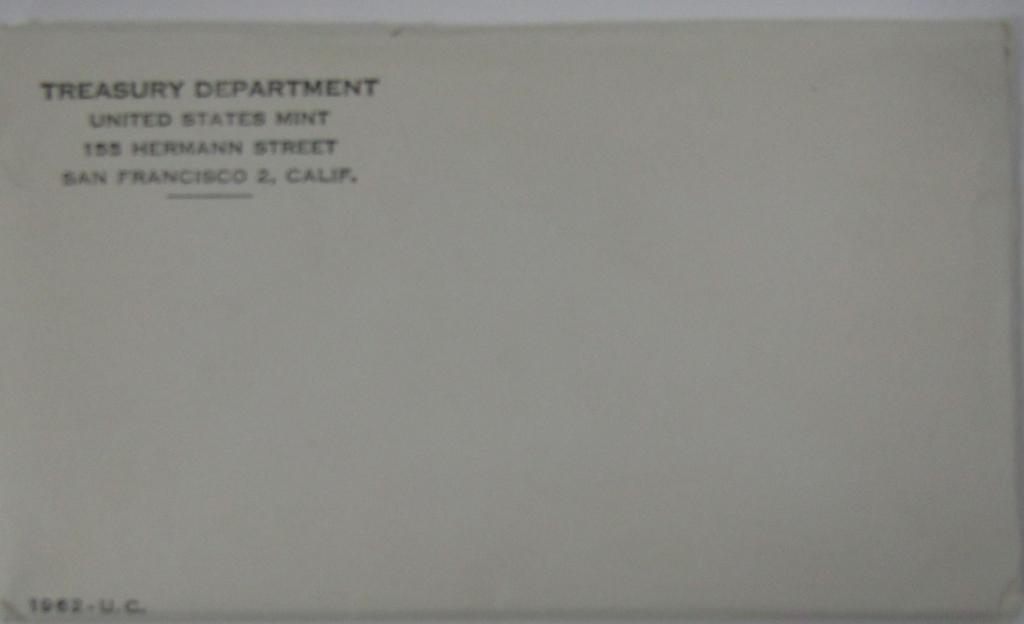 TREASURY DEPARTMENT
UNITED STATES MINT
155 HERMANN STREET
SAN FRANCISCO 2, CALIF.
1962-U.C.